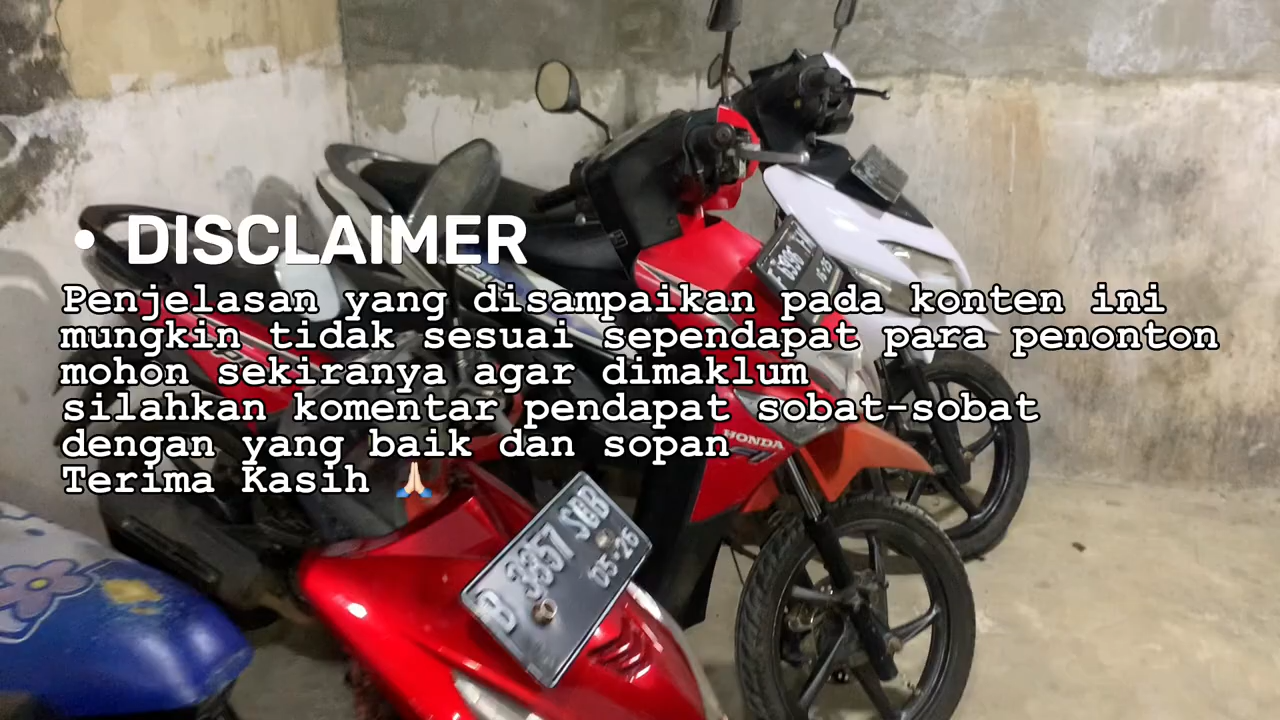 • DISCLAIMER
Penjelasan yang disampaikan pada konten ini
mungkin tidak sesuai sependapat para penonton
mohon sekiranya agar dimaklum
silahkan komentar pendapat sobat-sobat
dengan yang baik dan sopan
Terima Kasih 🙏🏻
HONDA
B 3357 SGB
05·26